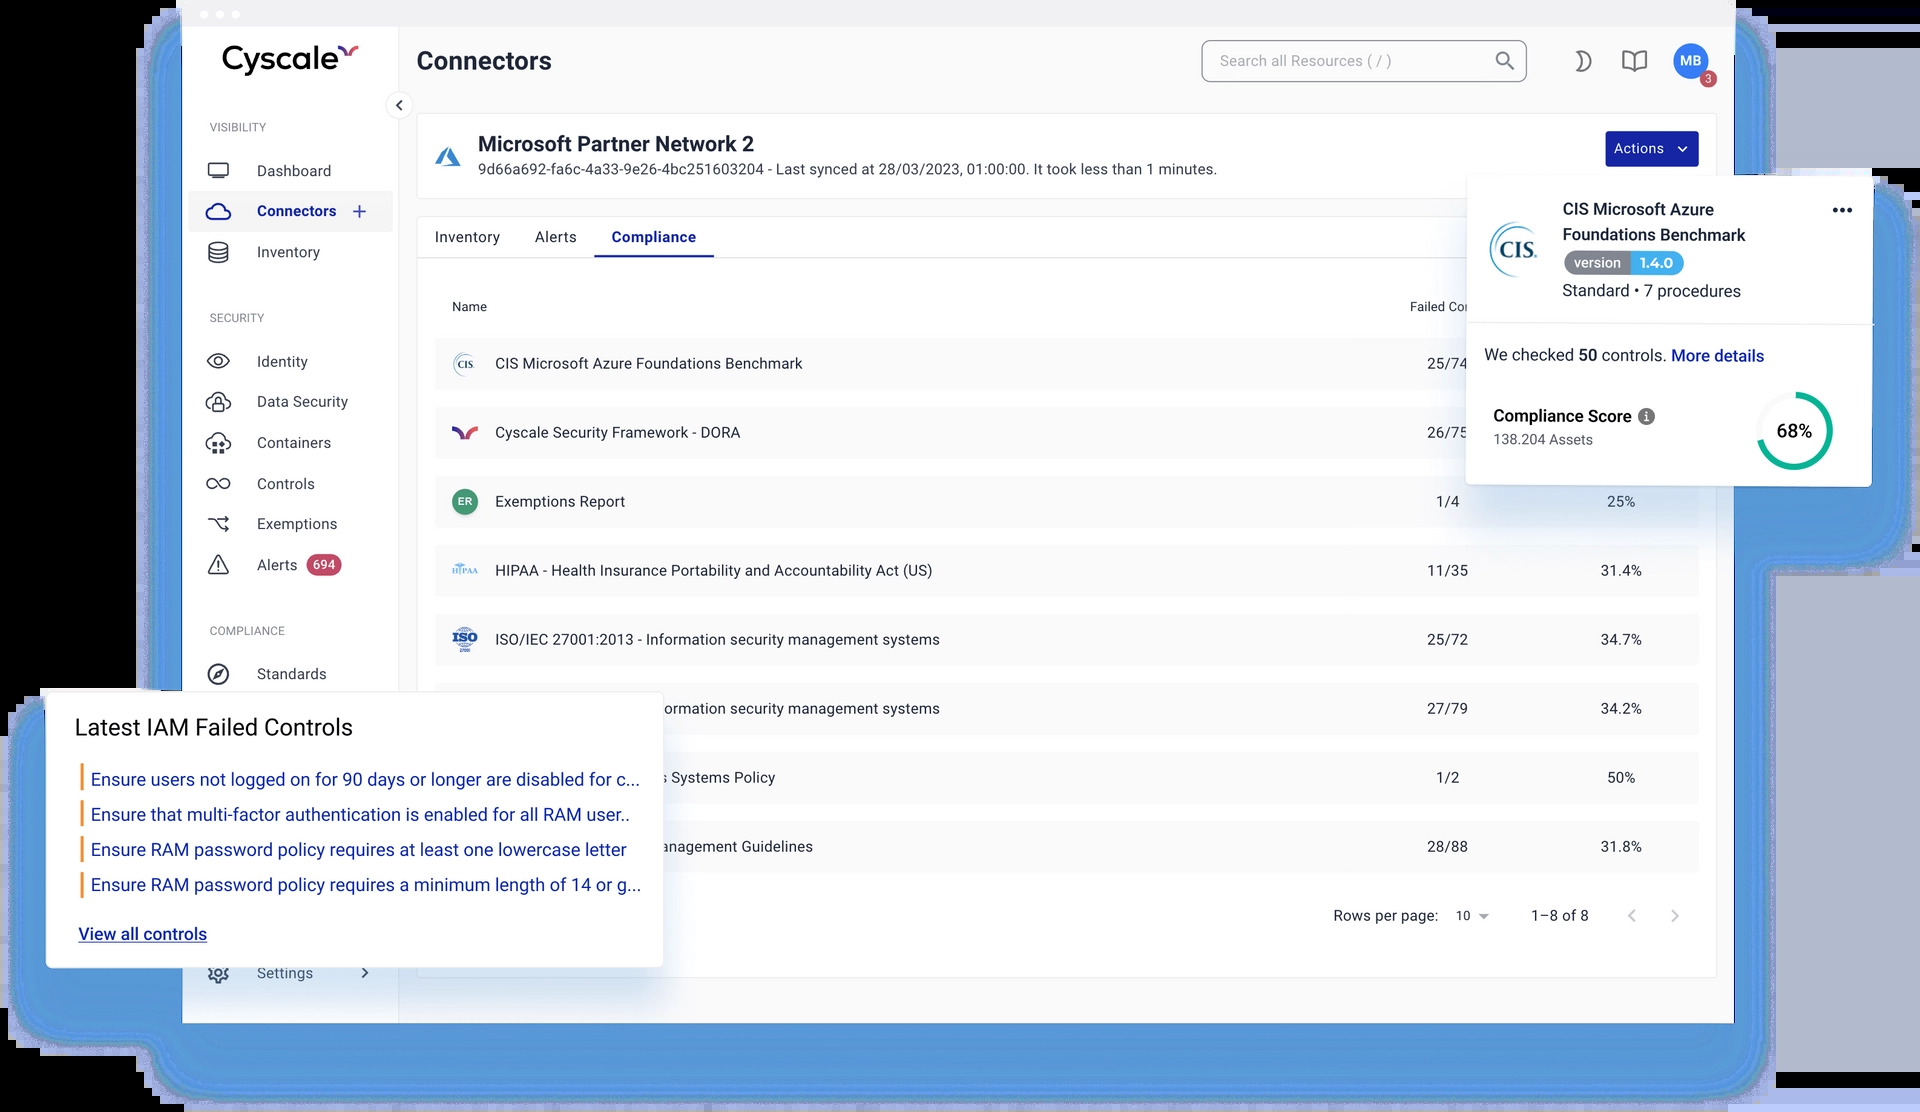 Cyscale
Connectors
Search all Resources ( / )
MB
3
VISIBILITY
Dashboard
Connectors +
Inventory
SECURITY
Identity
Data Security
Containers
Controls
Exemptions
Alerts 694
COMPLIANCE
Standards
Settings
Microsoft Partner Network 2
9d66a692-fa6c-4a33-9e26-4bc251603204 - Last synced at 28/03/2023, 01:00:00. It took less than 1 minutes.
Actions
Inventory Alerts Compliance
Name Failed
CIS CIS Microsoft Azure Foundations Benchmark 25/74
Cyscale Security Framework - DORA 26/75
ER Exemptions Report 1/4 25%
HIPAA HIPAA - Health Insurance Portability and Accountability Act (US) 11/35 31.4%
ISO 27001 ISO/IEC 27001:2013 - Information security management systems 25/72 34.7%
ormation security management systems 27/79 34.2%
Systems Policy 1/2 50%
anagement Guidelines 28/88 31.8%
Rows per page: 10 1–8 of 8
CIS Microsoft Azure
Foundations Benchmark
CIS.
version 1.4.0
Standard • 7 procedures
We checked 50 controls. More details
Compliance Score
138.204 Assets
68%
Latest IAM Failed Controls
Ensure users not logged on for 90 days or longer are disabled for c...
Ensure that multi-factor authentication is enabled for all RAM user..
Ensure RAM password policy requires at least one lowercase letter
Ensure RAM password policy requires a minimum length of 14 or g...
View all controls